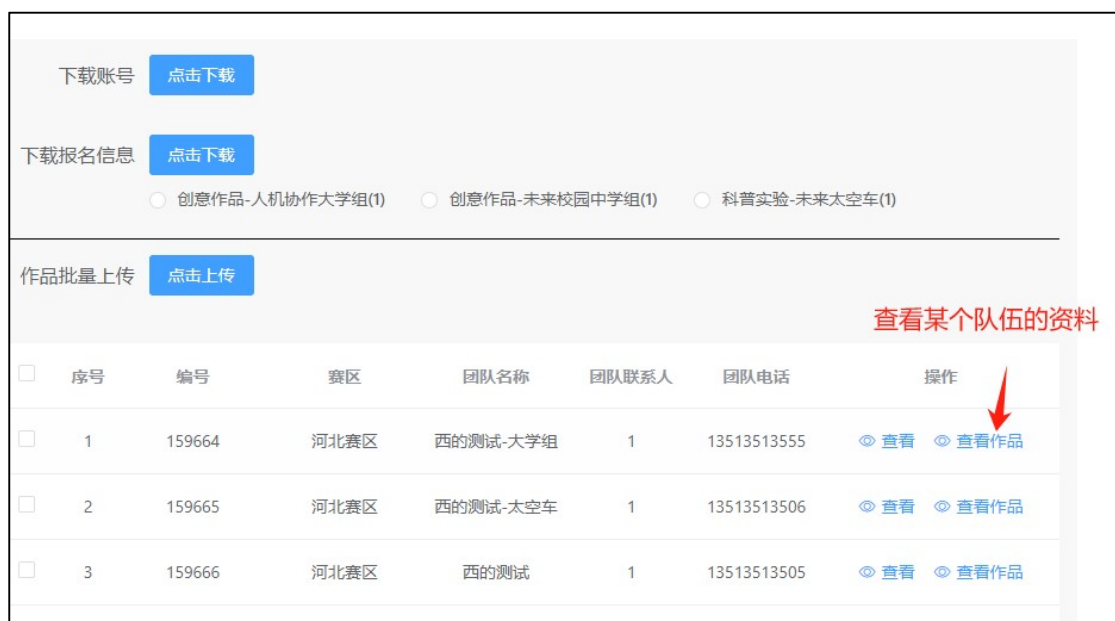 下载账号 点击下载
下载报名信息 点击下载
创意作品-人机协作大学组(1) 创意作品-未来校园中学组(1) 科普实验-未来太空车(1)
作品批量上传 点击上传
查看某个队伍的资料
序号 编号 赛区 团队名称 团队联系人 团队电话 操作
1 159664 河北赛区 西的测试-大学组 1 13513513555 查看 查看作品
2 159665 河北赛区 西的测试-太空车 1 13513513506 查看 查看作品
3 159666 河北赛区 西的测试 1 13513513505 查看 查看作品